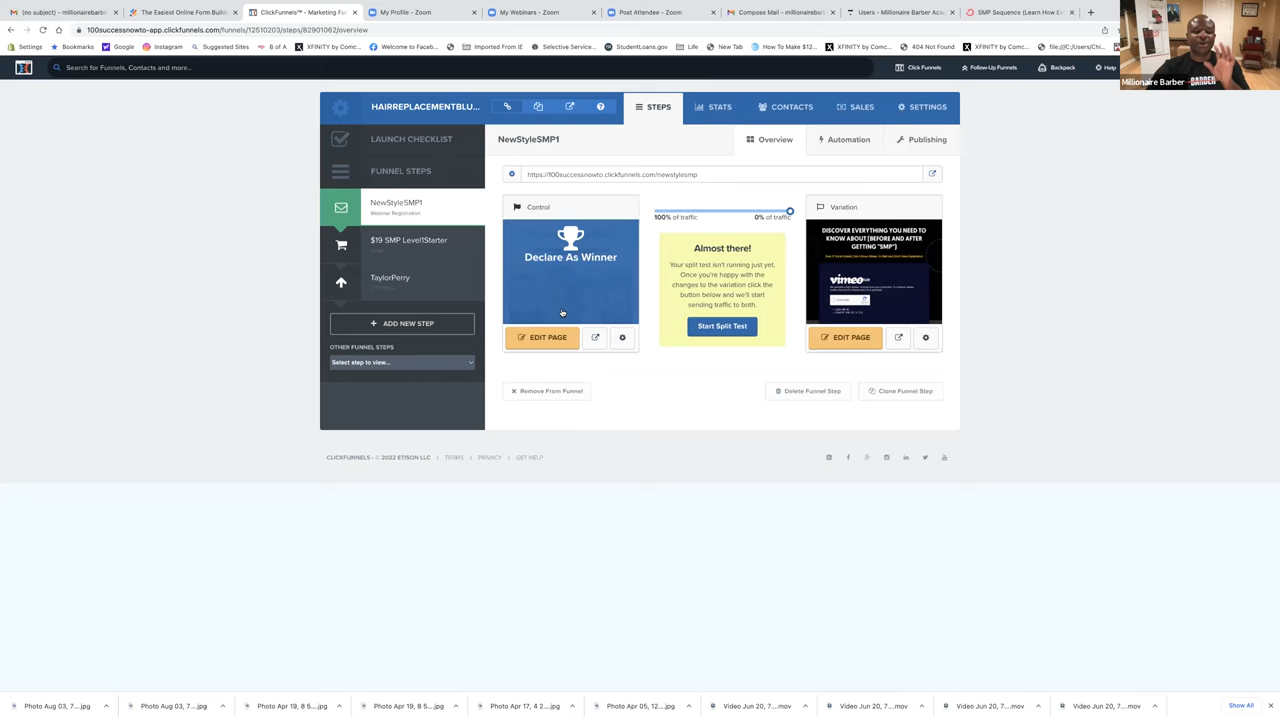 (no subject) - millionairebarb
The Easiest Online Form Build
ClickFunnels™ - Marketing Fun
My Profile - Zoom
My Webinars - Zoom
Post Attendee - Zoom
Compose Mail - millionairebarb
Users - Millionaire Barber Aca
SMP Sequence (Learn How Ev
100successnowto-app.clickfunnels.com/funnels/12510203/steps/82901062/overview
Settings
Bookmarks
Google
Instagram
Suggested Sites
B of A
XFINITY by Comc...
Welcome to Faceb...
Imported From IE
Selective Service...
StudentLoans.gov
Life
New Tab
How To Make $12...
XFINITY by Comc...
404 Not Found
XFINITY by Comc...
file:///C:/Users/Chi...
Millionaire Barber
BARBER
Search for Funnels, Contacts and more...
Click Funnels
Follow-Up Funnels
Backpack
Help
HAIRREPLACEMENTBLU...
STEPS
STATS
CONTACTS
SALES
SETTINGS
LAUNCH CHECKLIST
FUNNEL STEPS
NewStyleSMP1
Webinar Registration
$19 SMP Level1Starter
TaylorPerry
ADD NEW STEP
OTHER FUNNEL STEPS
Select step to view...
NewStyleSMP1
Overview
Automation
Publishing
https://100successnowto.clickfunnels.com/newstylesmp
Control
Declare As Winner
EDIT PAGE
100% of traffic
0% of traffic
Almost there!
Your split test isn't running just yet.
Once you're happy with the
changes to the variation click the
button below and we'll start
sending traffic to both.
Start Split Test
Variation
DISCOVER EVERYTHING YOU NEED TO
KNOW ABOUT (BEFORE AND AFTER
GETTING "SMP")
vimeo
EDIT PAGE
Remove From Funnel
Delete Funnel Step
Clone Funnel Step
CLICKFUNNELS - © 2022 ETISON LLC | TERMS | PRIVACY | GET HELP
Photo Aug 03, 7....jpg
Photo Aug 03, 7....jpg
Photo Apr 19, 8 5....jpg
Photo Apr 19, 8 5....jpg
Photo Apr 17, 4 2....jpg
Photo Apr 05, 12....jpg
Video Jun 20, 7....mov
Video Jun 20, 7....mov
Video Jun 20, 7....mov
Video Jun 20, 7....mov
Show All